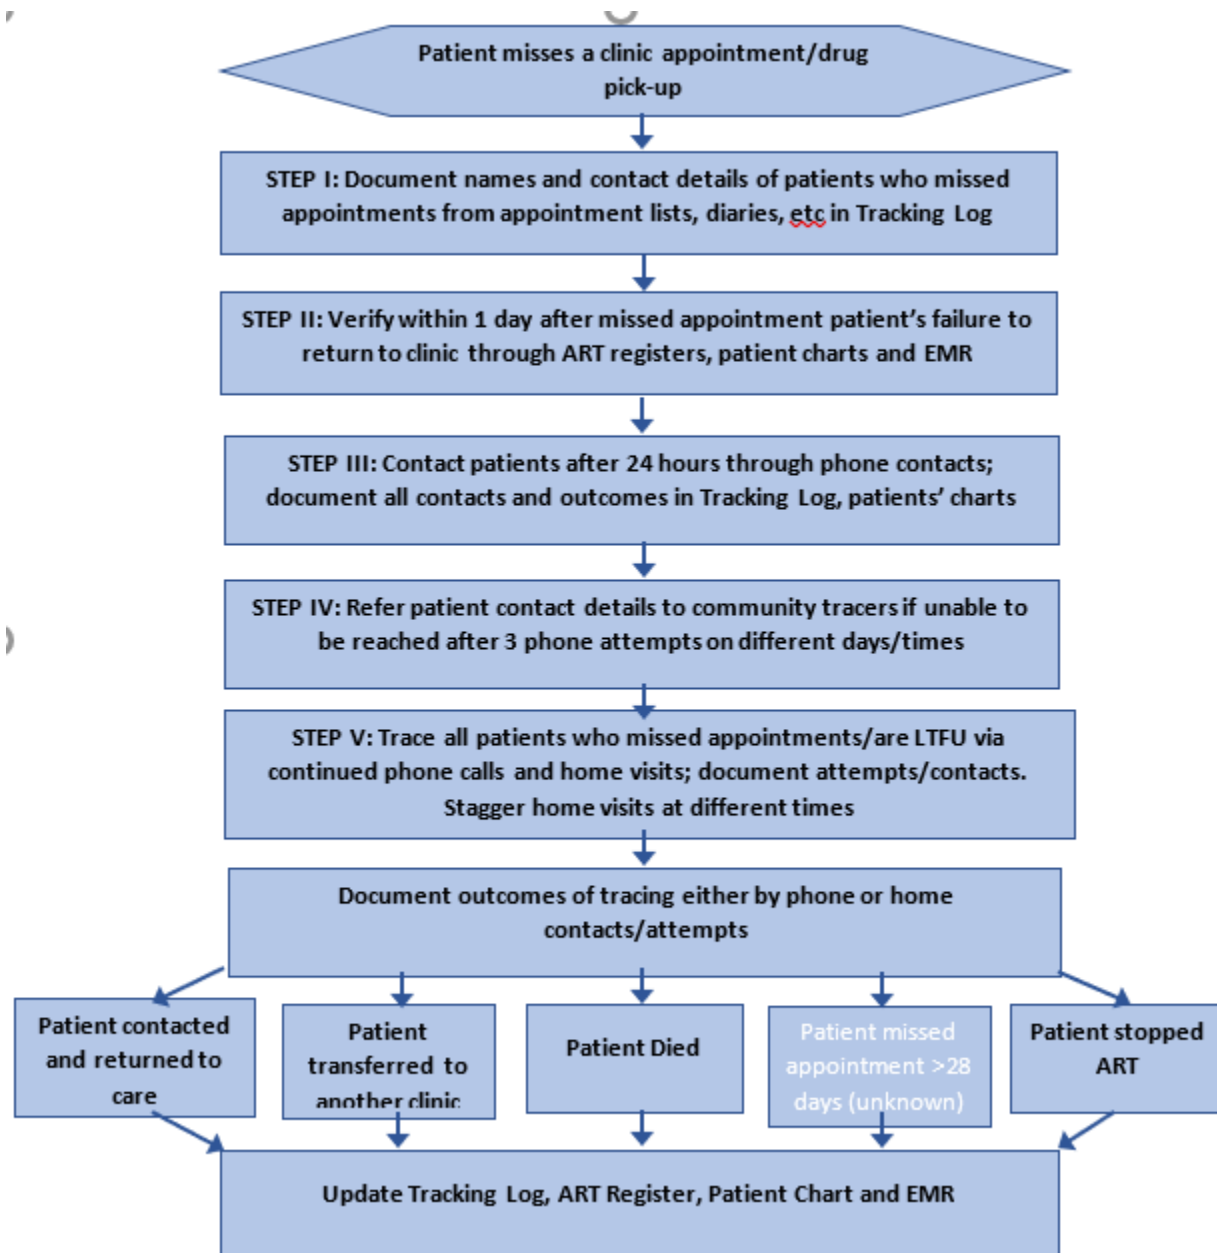 Patient misses a clinic appointment/drug
pick-up
STEP I: Document names and contact details of patients who missed
appointments from appointment lists, diaries, etc in Tracking Log
STEP II: Verify within 1 day after missed appointment patient's failure to
return to clinic through ART registers, patient charts and EMR
STEP III: Contact patients after 24 hours through phone contacts;
document all contacts and outcomes in Tracking Log, patients' charts
STEP IV: Refer patient contact details to community tracers if unable to
be reached after 3 phone attempts on different days/times
STEP V: Trace all patients who missed appointments/are LTFU via
continued phone calls and home visits; document attempts/contacts.
Stagger home visits at different times
Document outcomes of tracing either by phone or home
contacts/attempts
Patient contacted
and returned to
care
Patient
transferred to
another clinic
Patient Died
Patient missed
appointment >28
days (unknown)
Patient stopped
ART
Update Tracking Log, ART Register, Patient Chart and EMR